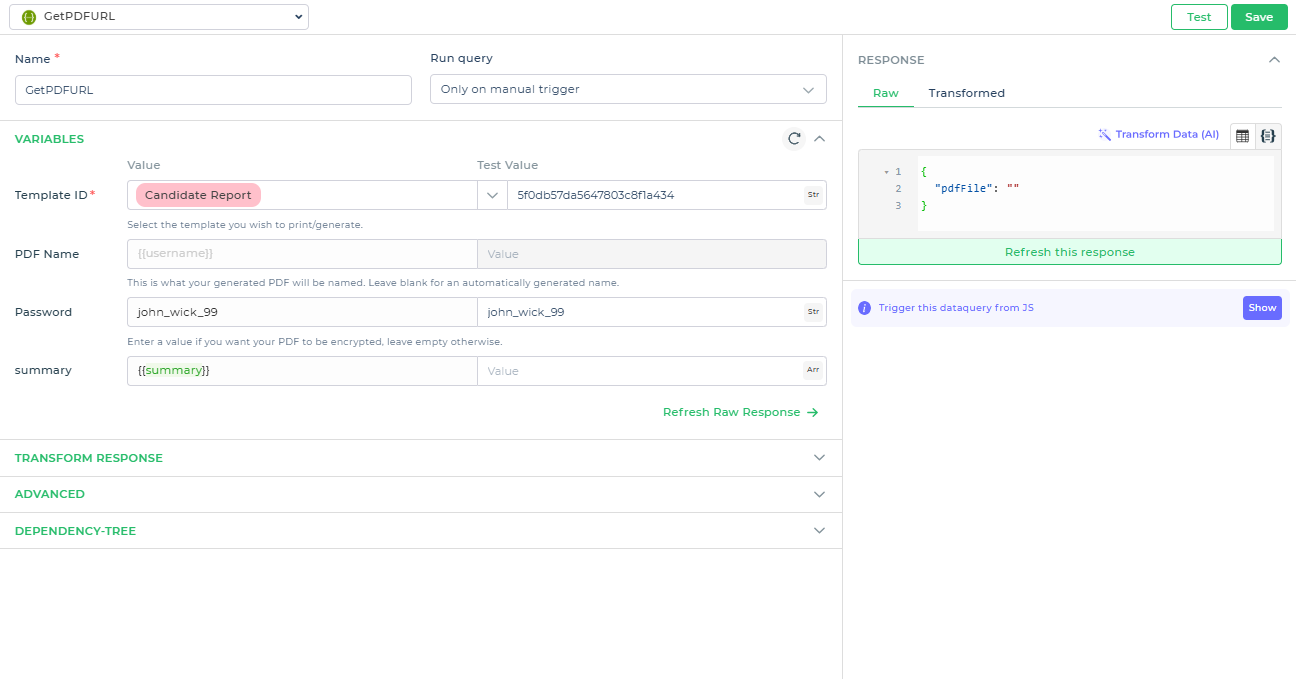 GetPDFURL
Test
Save
Name *
Run query
GetPDFURL
Only on manual trigger
VARIABLES
Value
Test Value
Template ID*
Candidate Report
5f0db57da5647803c8f1a434
Str
Select the template you wish to print/generate.
PDF Name
{{username}}
Value
This is what your generated PDF will be named. Leave blank for an automatically generated name.
Password
john_wick_99
john_wick_99
Str
Enter a value if you want your PDF to be encrypted, leave empty otherwise.
summary
{{summary}}
Value
Arr
Refresh Raw Response →
TRANSFORM RESPONSE
ADVANCED
DEPENDENCY-TREE
RESPONSE
Raw
Transformed
Transform Data (AI)
1 {
2 "pdfFile": ""
3 }
Refresh this response
Trigger this dataquery from JS
Show